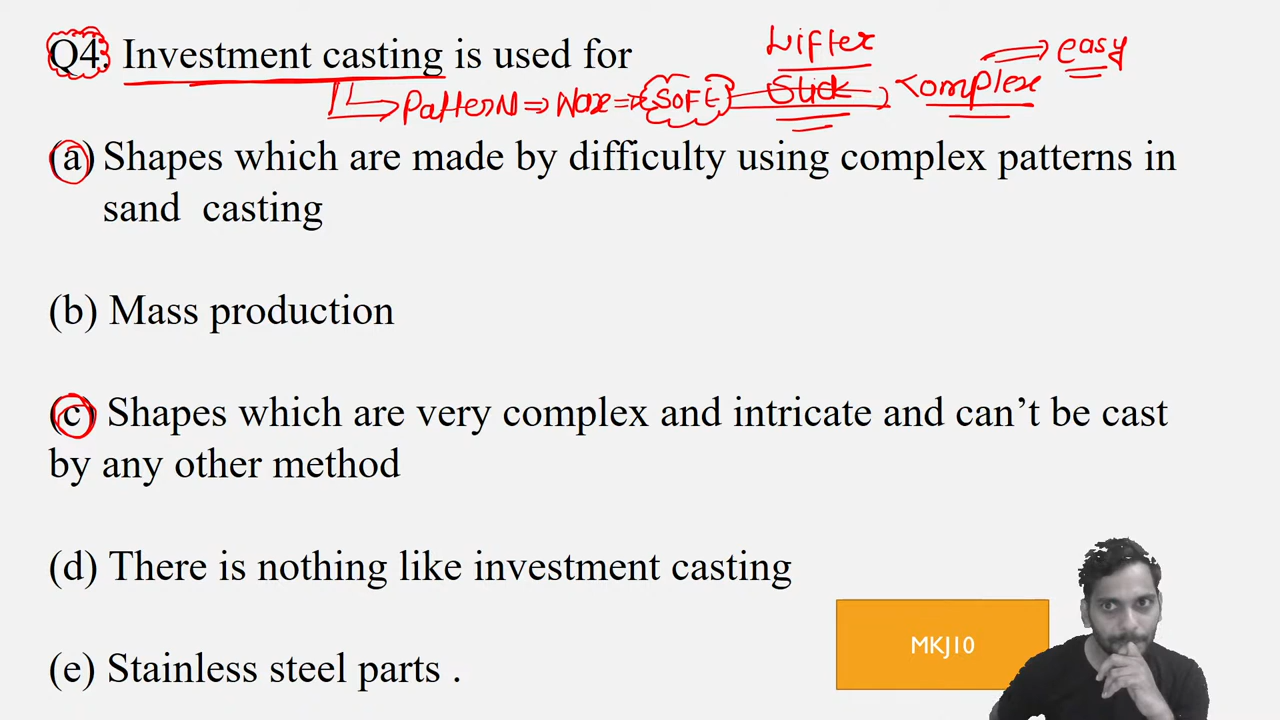 Q4. Investment casting is used for
Lifter
PatterN ⇒ Wax ⇒ SOFt Stick complex ⇒ easy
(a) Shapes which are made by difficulty using complex patterns in
sand casting
(b) Mass production
(c) Shapes which are very complex and intricate and can’t be cast
by any other method
(d) There is nothing like investment casting
(e) Stainless steel parts .
MKJ10